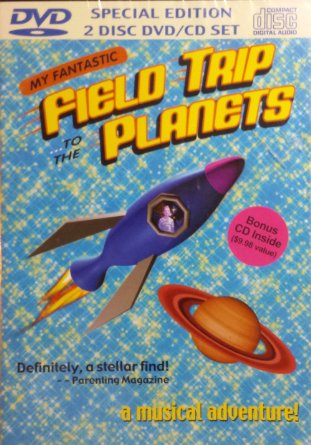 DVD
SPECIAL EDITION
2 DISC DVD/CD SET
COMPACT
disc
DIGITAL AUDIO
MY FANTASTIC
FIELD TRIP
TO THE
PLANETS
Bonus
CD Inside
($9.98 value)
Definitely, a stellar find!
-- Parenting Magazine
a musical adventure!